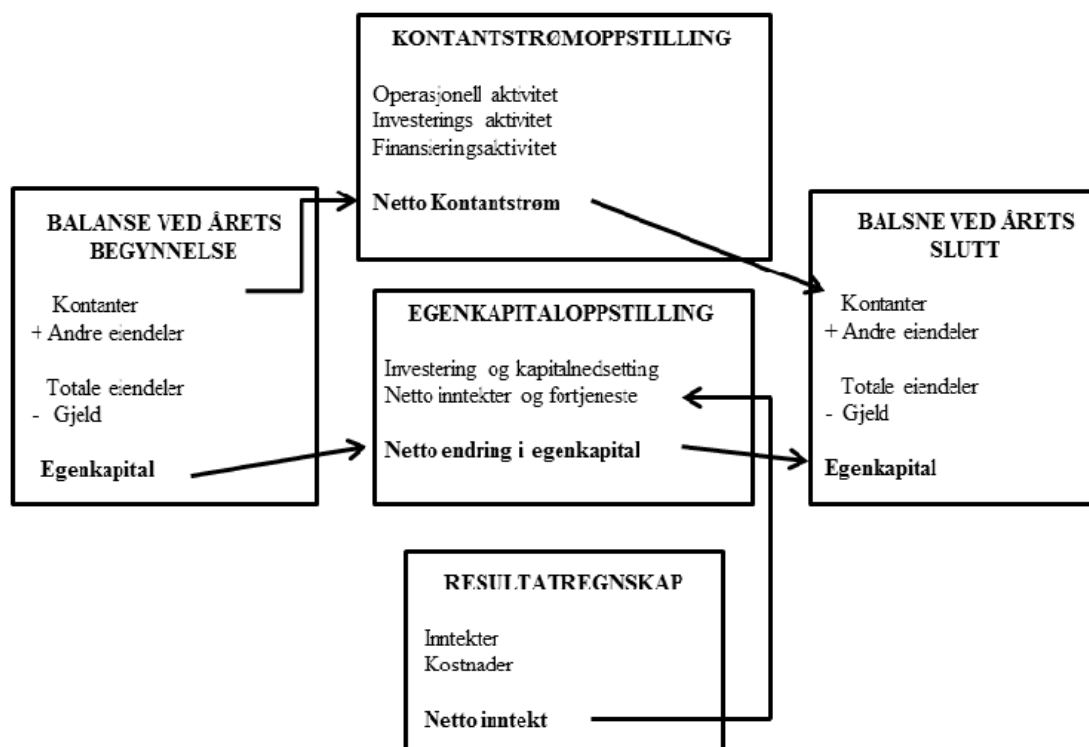 KONTANTSTRØMOPPSTILLING
Operasjonell aktivitet
Investerings aktivitet
Finansieringsaktivitet
Netto Kontantstrøm
BALANSE VED ÅRETS
BEGYNNELSE
Kontanter
+ Andre eiendeler
Totale eiendeler
- Gjeld
Egenkapital
EGENKAPITALOPPSTILLING
Investering og kapitalnedsetting
Netto inntekter og fortjeneste
Netto endring i egenkapital
BALSNE VED ÅRETS
SLUTT
Kontanter
+ Andre eiendeler
Totale eiendeler
- Gjeld
Egenkapital
RESULTATREGNSKAP
Inntekter
Kostnader
Netto inntekt